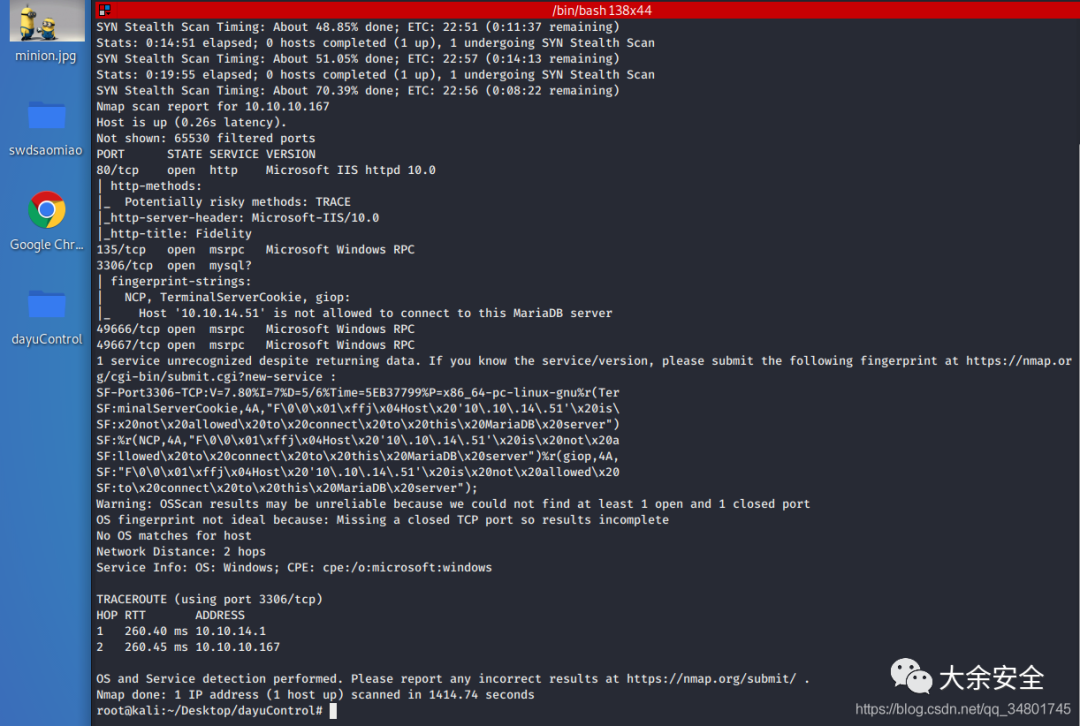 /bin/bash 138x44
minion.jpg
swdsaomiao
Google Chr...
dayuControl
SYN Stealth Scan Timing: About 48.85% done; ETC: 22:51 (0:11:37 remaining)
Stats: 0:14:51 elapsed; 0 hosts completed (1 up), 1 undergoing SYN Stealth Scan
SYN Stealth Scan Timing: About 51.05% done; ETC: 22:57 (0:14:13 remaining)
Stats: 0:19:55 elapsed; 0 hosts completed (1 up), 1 undergoing SYN Stealth Scan
SYN Stealth Scan Timing: About 70.39% done; ETC: 22:56 (0:08:22 remaining)
Nmap scan report for 10.10.10.167
Host is up (0.26s latency).
Not shown: 65530 filtered ports
PORT      STATE SERVICE VERSION
80/tcp    open  http    Microsoft IIS httpd 10.0
| http-methods:
|_  Potentially risky methods: TRACE
|_http-server-header: Microsoft-IIS/10.0
|_http-title: Fidelity
135/tcp   open  msrpc   Microsoft Windows RPC
3306/tcp  open  mysql?
| fingerprint-strings:
|   NCP, TerminalServerCookie, giop:
|_    Host '10.10.14.51' is not allowed to connect to this MariaDB server
49666/tcp open  msrpc   Microsoft Windows RPC
49667/tcp open  msrpc   Microsoft Windows RPC
1 service unrecognized despite returning data. If you know the service/version, please submit the following fingerprint at https://nmap.or
g/cgi-bin/submit.cgi?new-service :
SF-Port3306-TCP:V=7.80%I=7%D=5/6%Time=5EB37799%P=x86_64-pc-linux-gnu%r(Ter
SF:minalServerCookie,4A,"F\0\0\x01\xffj\x04Host\x20'10\.10\.14\.51'\x20is\
SF:x20not\x20allowed\x20to\x20connect\x20to\x20this\x20MariaDB\x20server")
SF:%r(NCP,4A,"F\0\0\x01\xffj\x04Host\x20'10\.10\.14\.51'\x20is\x20not\x20a
SF:llowed\x20to\x20connect\x20to\x20this\x20MariaDB\x20server")%r(giop,4A,
SF:"F\0\0\x01\xffj\x04Host\x20'10\.10\.14\.51'\x20is\x20not\x20allowed\x20
SF:to\x20connect\x20to\x20this\x20MariaDB\x20server");
Warning: OSScan results may be unreliable because we could not find at least 1 open and 1 closed port
OS fingerprint not ideal because: Missing a closed TCP port so results incomplete
No OS matches for host
Network Distance: 2 hops
Service Info: OS: Windows; CPE: cpe:/o:microsoft:windows
TRACEROUTE (using port 3306/tcp)
HOP RTT       ADDRESS
1   260.40 ms 10.10.14.1
2   260.45 ms 10.10.10.167
OS and Service detection performed. Please report any incorrect results at https://nmap.org/submit/ .
Nmap done: 1 IP address (1 host up) scanned in 1414.74 seconds
root@kali:~/Desktop/dayuControl#
大余安全
https://blog.csdn.net/qq_34801745